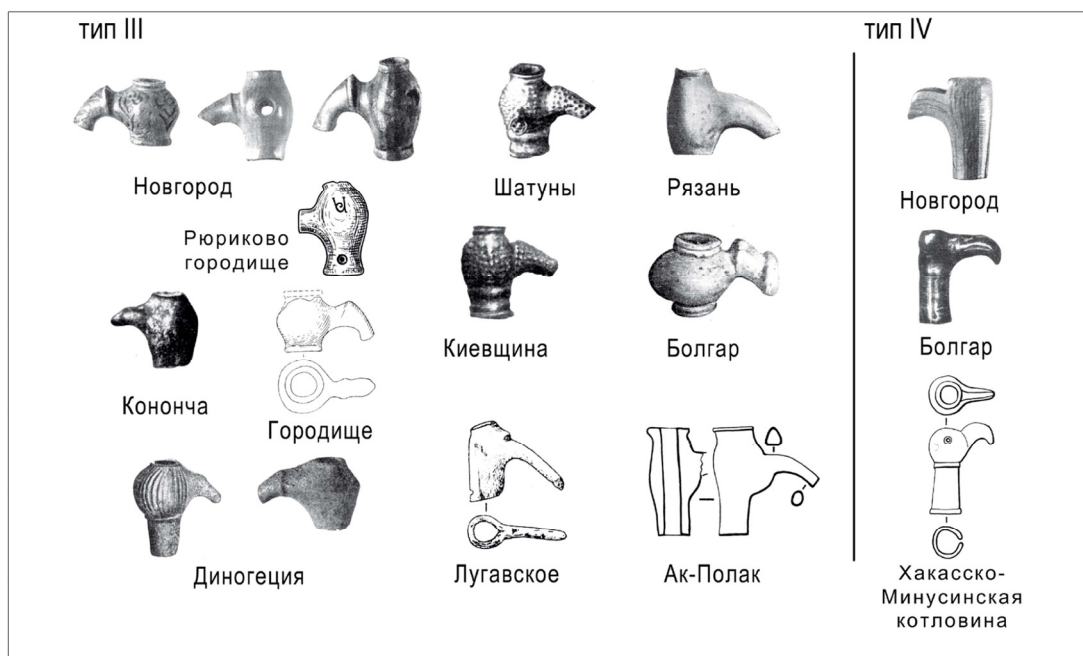 тип III
тип IV
Новгород
Шатуны
Рязань
Новгород
Рюриково
городище
Киевщина
Болгар
Болгар
Кононча
Городище
Диногеция
Лугавское
Ак-Полак
Хакасско-
Минусинская
котловина